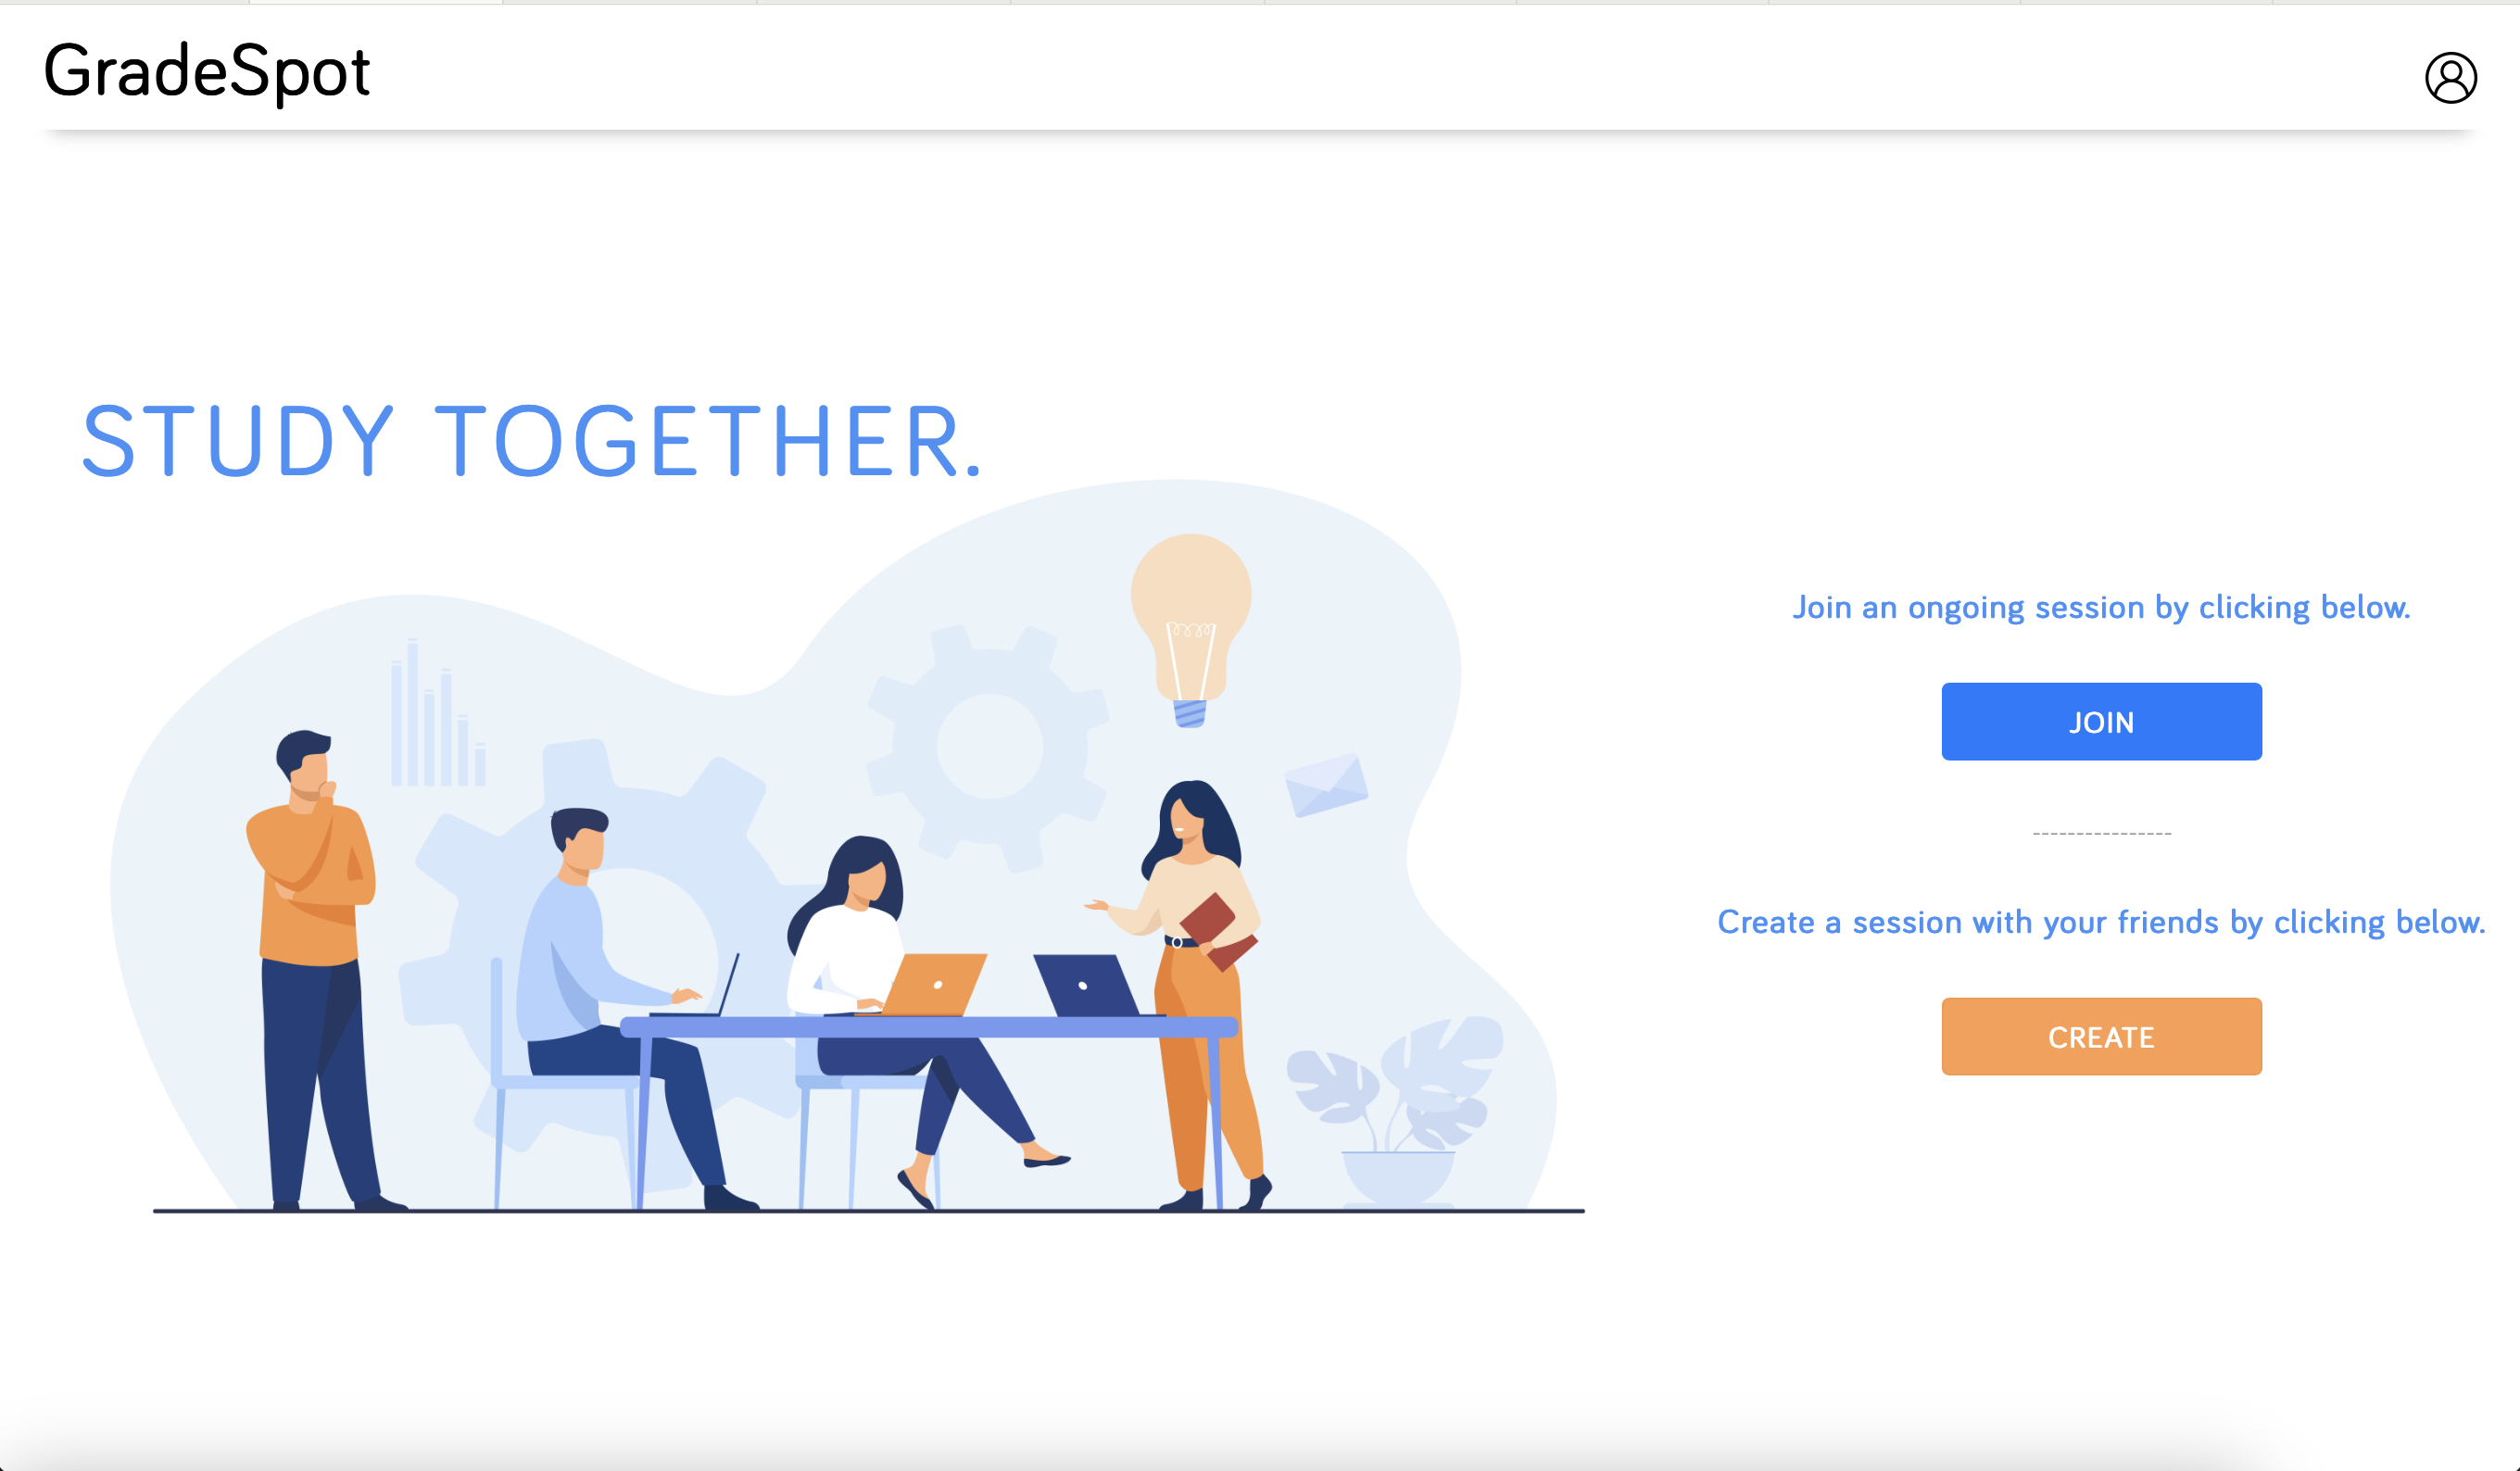 GradeSpot
STUDY TOGETHER.
Join an ongoing session by clicking below.
JOIN
----------------
Create a session with your friends by clicking below.
CREATE